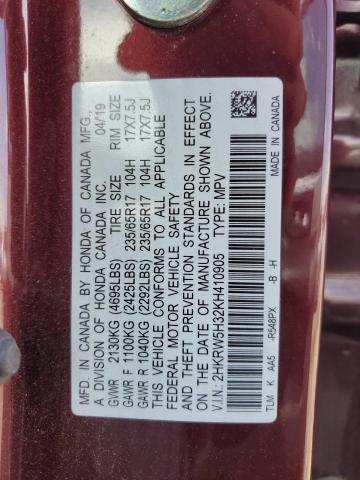 MFD. IN CANADA BY HONDA OF CANADA MFG.,
A DIVISION OF HONDA CANADA INC. 04/19
TIRE SIZE RIM SIZE
GVWR 2130KG (4695LBS)
GAWR F 1100KG (2425LBS) 235/65R17 104H 17X7.5J
GAWR R 1040KG (2292LBS) 235/65R17 104H 17X7.5J
THIS VEHICLE CONFORMS TO ALL APPLICABLE
FEDERAL MOTOR VEHICLE SAFETY
AND THEFT PREVENTION STANDARDS IN EFFECT
ON THE DATE OF MANUFACTURE SHOWN ABOVE.
V.I.N.: 2HKRW5H32KH410905 TYPE: MPV
TLM K AA5 -R548PX -B -H MADE IN CANADA